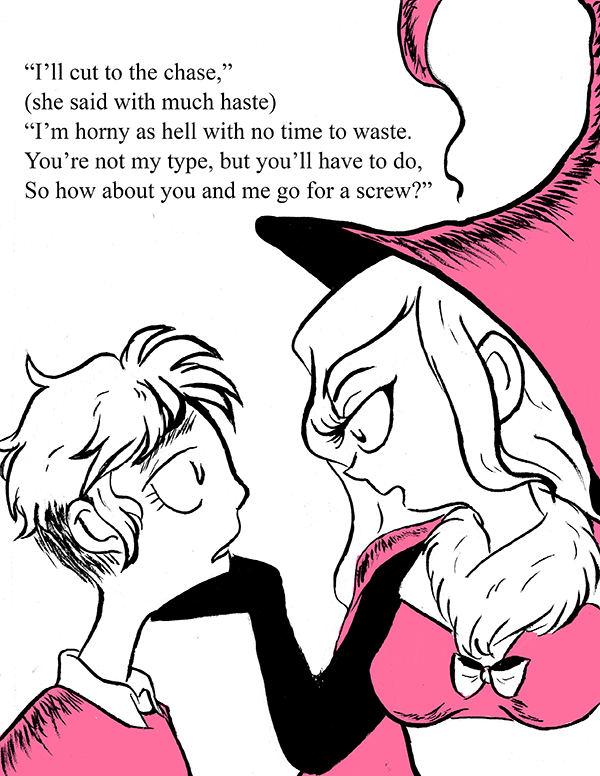 “I’ll cut to the chase,”
(she said with much haste)
“I’m horny as hell with no time to waste.
You’re not my type, but you’ll have to do,
So how about you and me go for a screw?”